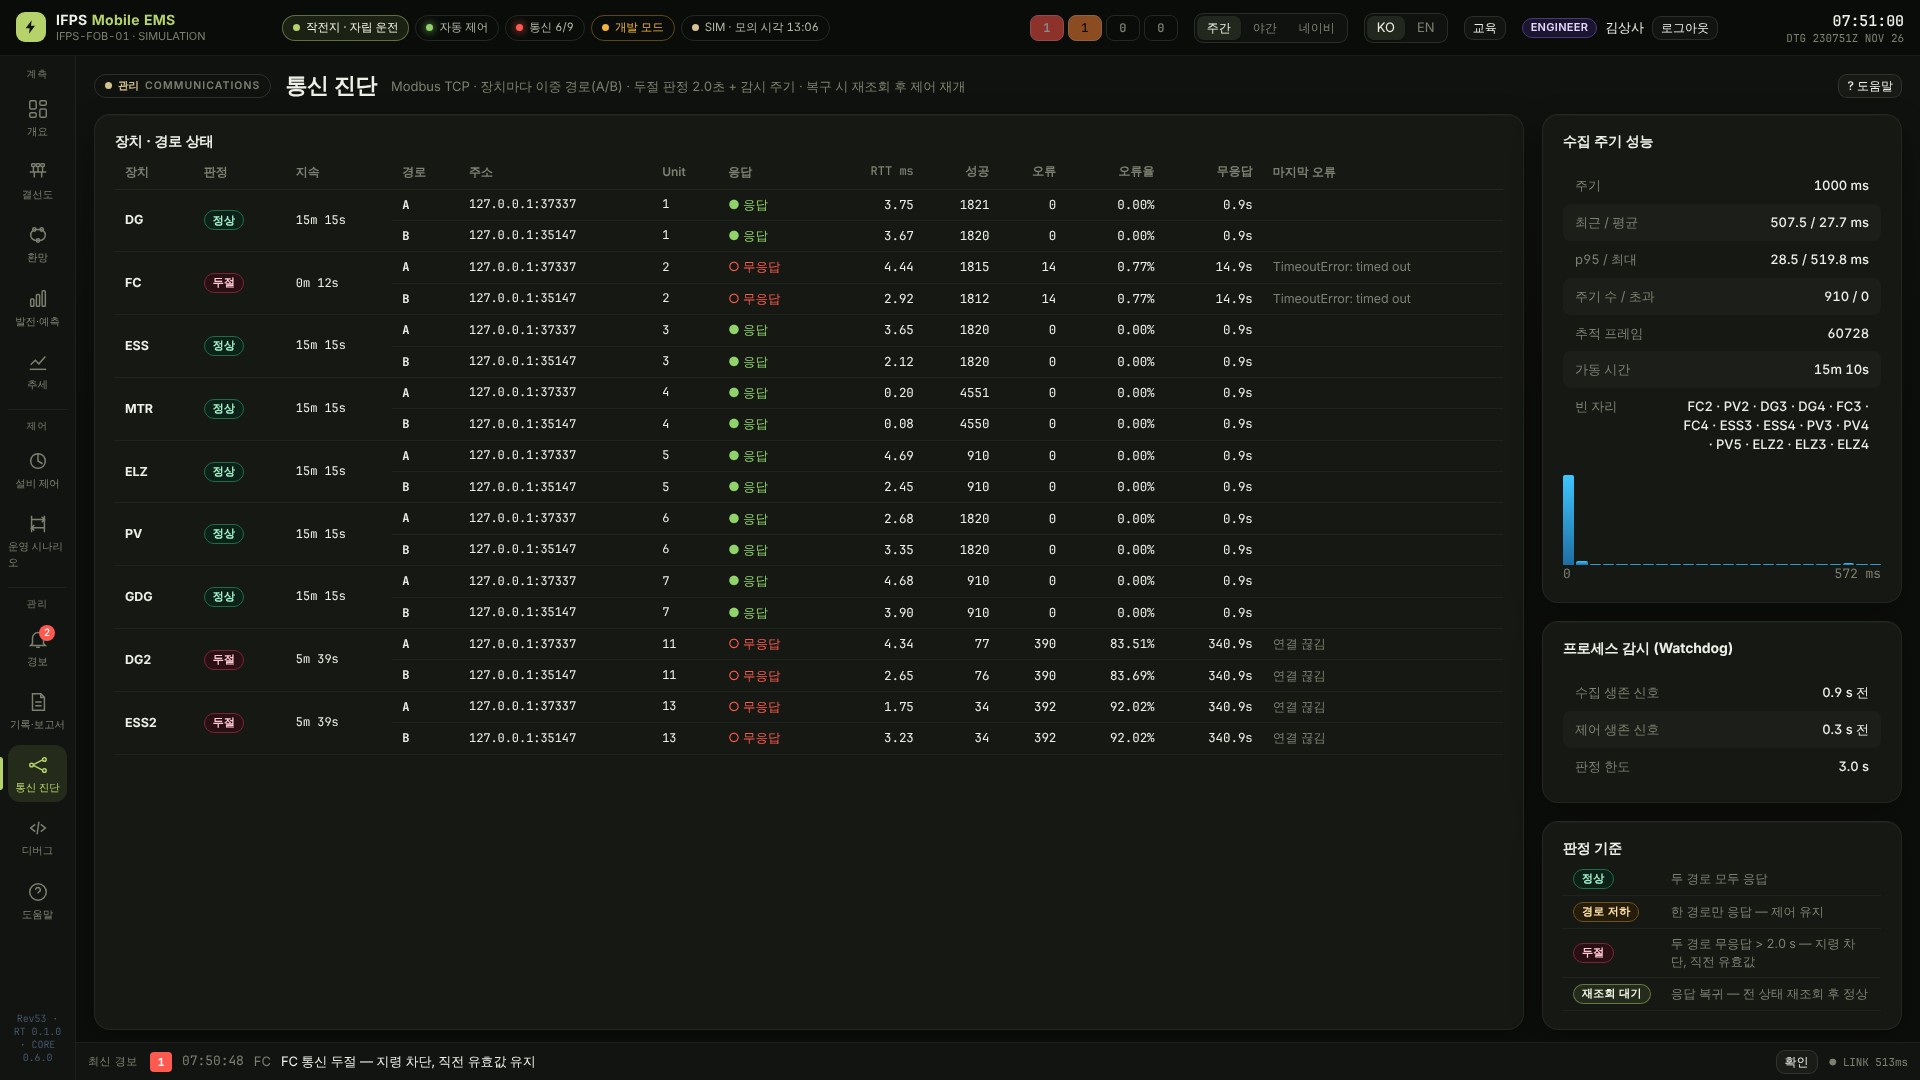 IFPS Mobile EMS
IFPS-FOB-01 · SIMULATION
작전지 · 자립 운전
자동 제어
통신 6/9
개발 모드
SIM · 모의 시각 13:06
1 1 0 0
주간 야간 네이비
KO EN
교육
ENGINEER 김상사 로그아웃
07:51:00
DTG 230751Z NOV 26
계측
개요
결선도
환망
발전·예측
추세
제어
설비 제어
운영 시나리
오
관리
2
경보
기록·보고서
통신 진단
디버그
도움말
Rev53 ·
RT 0.1.0
· CORE
0.6.0
관리 COMMUNICATIONS
통신 진단
Modbus TCP · 장치마다 이중 경로(A/B) · 두절 판정 2.0초 + 감시 주기 · 복구 시 재조회 후 제어 재개
? 도움말
장치 · 경로 상태
장치 판정 지속 경로 주소 Unit 응답 RTT ms 성공 오류 오류율 무응답 마지막 오류
DG 정상 15m 15s A 127.0.0.1:37337 1 응답 3.75 1821 0 0.00% 0.9s
B 127.0.0.1:35147 1 응답 3.67 1820 0 0.00% 0.9s
FC 두절 0m 12s A 127.0.0.1:37337 2 무응답 4.44 1815 14 0.77% 14.9s TimeoutError: timed out
B 127.0.0.1:35147 2 무응답 2.92 1812 14 0.77% 14.9s TimeoutError: timed out
ESS 정상 15m 15s A 127.0.0.1:37337 3 응답 3.65 1820 0 0.00% 0.9s
B 127.0.0.1:35147 3 응답 2.12 1820 0 0.00% 0.9s
MTR 정상 15m 15s A 127.0.0.1:37337 4 응답 0.20 4551 0 0.00% 0.9s
B 127.0.0.1:35147 4 응답 0.08 4550 0 0.00% 0.9s
ELZ 정상 15m 15s A 127.0.0.1:37337 5 응답 4.69 910 0 0.00% 0.9s
B 127.0.0.1:35147 5 응답 2.45 910 0 0.00% 0.9s
PV 정상 15m 15s A 127.0.0.1:37337 6 응답 2.68 1820 0 0.00% 0.9s
B 127.0.0.1:35147 6 응답 3.35 1820 0 0.00% 0.9s
GDG 정상 15m 15s A 127.0.0.1:37337 7 응답 4.68 910 0 0.00% 0.9s
B 127.0.0.1:35147 7 응답 3.90 910 0 0.00% 0.9s
DG2 두절 5m 39s A 127.0.0.1:37337 11 무응답 4.34 77 390 83.51% 340.9s 연결 끊김
B 127.0.0.1:35147 11 무응답 2.65 76 390 83.69% 340.9s 연결 끊김
ESS2 두절 5m 39s A 127.0.0.1:37337 13 무응답 1.75 34 392 92.02% 340.9s 연결 끊김
B 127.0.0.1:35147 13 무응답 3.23 34 392 92.02% 340.9s 연결 끊김
수집 주기 성능
주기 1000 ms
최근 / 평균 507.5 / 27.7 ms
p95 / 최대 28.5 / 519.8 ms
주기 수 / 초과 910 / 0
추적 프레임 60728
가동 시간 15m 10s
빈 자리 FC2 · PV2 · DG3 · DG4 · FC3 ·
FC4 · ESS3 · ESS4 · PV3 · PV4
· PV5 · ELZ2 · ELZ3 · ELZ4
0 572 ms
프로세스 감시 (Watchdog)
수집 생존 신호 0.9 s 전
제어 생존 신호 0.3 s 전
판정 한도 3.0 s
판정 기준
정상 두 경로 모두 응답
경로 저하 한 경로만 응답 — 제어 유지
두절 두 경로 무응답 > 2.0 s — 지령 차
단, 직전 유효값
재조회 대기 응답 복귀 — 전 상태 재조회 후 정상
최신 경보 1 07:50:48 FC FC 통신 두절 — 지령 차단, 직전 유효값 유지
확인 LINK 513ms